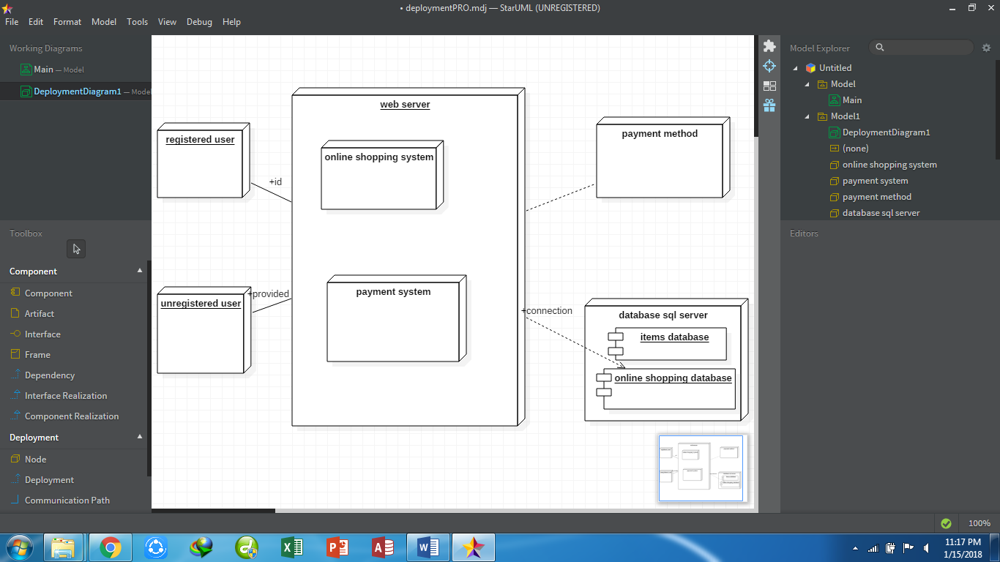 • deploymentPRO.mdj — StarUML (UNREGISTERED)
File Edit Format Model Tools View Debug Help
Working Diagrams
Main — Model
DeploymentDiagram1 — Model
Toolbox
Component
Component
Artifact
Interface
Frame
Dependency
Interface Realization
Component Realization
Deployment
Node
Deployment
Communication Path
web server
registered user
online shopping system
payment method
+id
unregistered user
+provided
payment system
+connection
database sql server
items database
online shopping database
Model Explorer
Untitled
Model
Main
Model1
DeploymentDiagram1
(none)
online shopping system
payment system
payment method
database sql server
Editors
100%
11:17 PM
1/15/2018